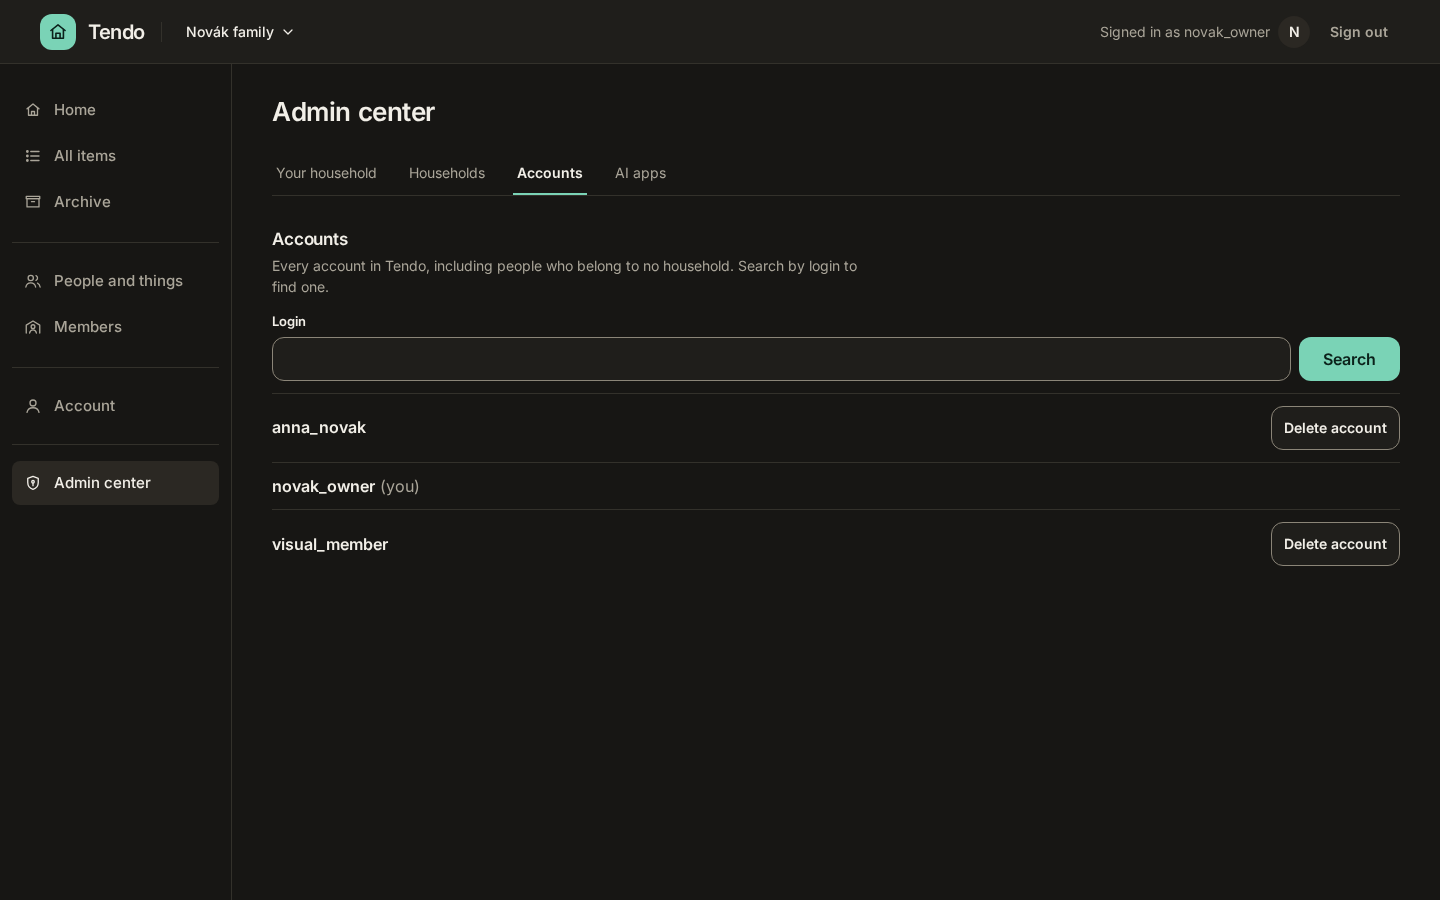 Tendo
Novák family
Signed in as novak_owner
N
Sign out
Home
All items
Archive
People and things
Members
Account
Admin center
Admin center
Your household
Households
Accounts
AI apps
Accounts
Every account in Tendo, including people who belong to no household. Search by login to
find one.
Login
Search
anna_novak
Delete account
novak_owner (you)
visual_member
Delete account